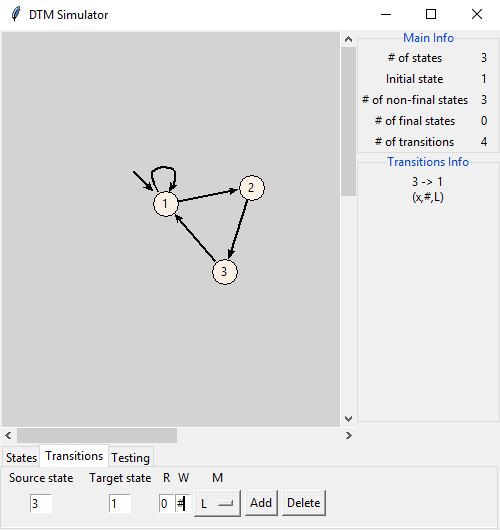 DTM Simulator
Main Info
# of states 3
Initial state 1
# of non-final states 3
# of final states 0
# of transitions 4
Transitions Info
3 -> 1
(x,#,L)
1
2
3
States Transitions Testing
Source state Target state R W M
3 1 0 # L Add Delete